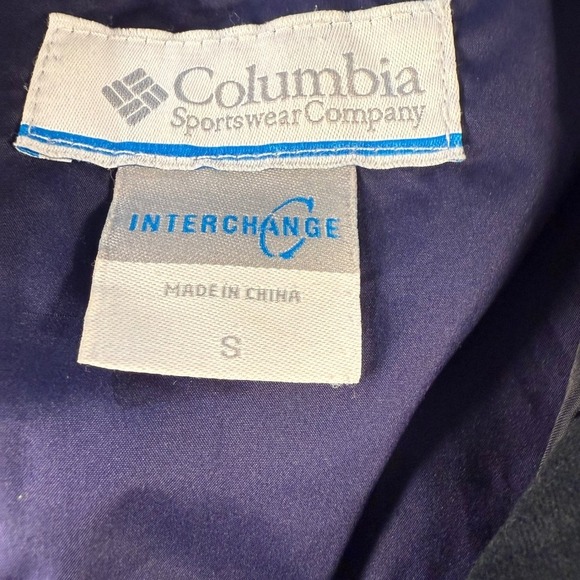 Columbia
Sportswear Company
INTERCHANGE
MADE IN CHINA
S